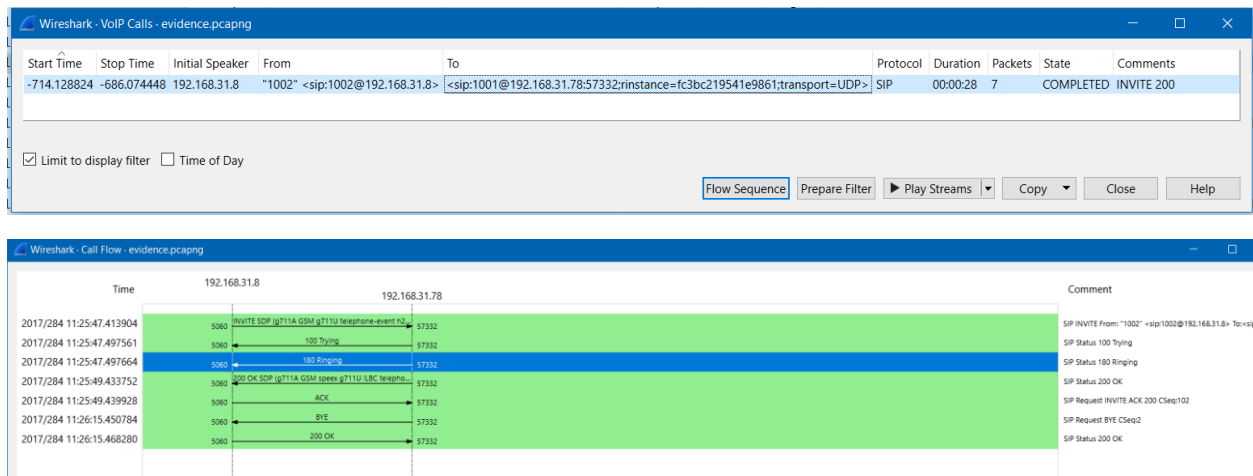 Wireshark · VoIP Calls · evidence.pcapng
Start Time Stop Time Initial Speaker From To Protocol Duration Packets State Comments
-714.128824 -686.074448 192.168.31.8 "1002" <sip:1002@192.168.31.8> <sip:1001@192.168.31.78:57332;rinstance=fc3bc219541e9861;transport=UDP> SIP 00:00:28 7 COMPLETED INVITE 200
Limit to display filter Time of Day
Flow Sequence Prepare Filter Play Streams Copy Close Help
Wireshark · Call Flow · evidence.pcapng
Time 192.168.31.8 Comment
192.168.31.78
2017/284 11:25:47.413904 5060 INVITE SDP (g711A GSM g711U telephone-event h2... 57332 SIP INVITE From: "1002" <sip:1002@192.168.31.8> To:<sip
2017/284 11:25:47.497561 5060 100 Trying 57332 SIP Status 100 Trying
2017/284 11:25:47.497664 5060 180 Ringing 57332 SIP Status 180 Ringing
2017/284 11:25:49.433752 5060 200 OK SDP (g711A GSM speex g711U iLBC telepho... 57332 SIP Status 200 OK
2017/284 11:25:49.439928 5060 ACK 57332 SIP Request INVITE ACK 200 CSeq:102
2017/284 11:26:15.450784 5060 BYE 57332 SIP Request BYE CSeq:2
2017/284 11:26:15.468280 5060 200 OK 57332 SIP Status 200 OK